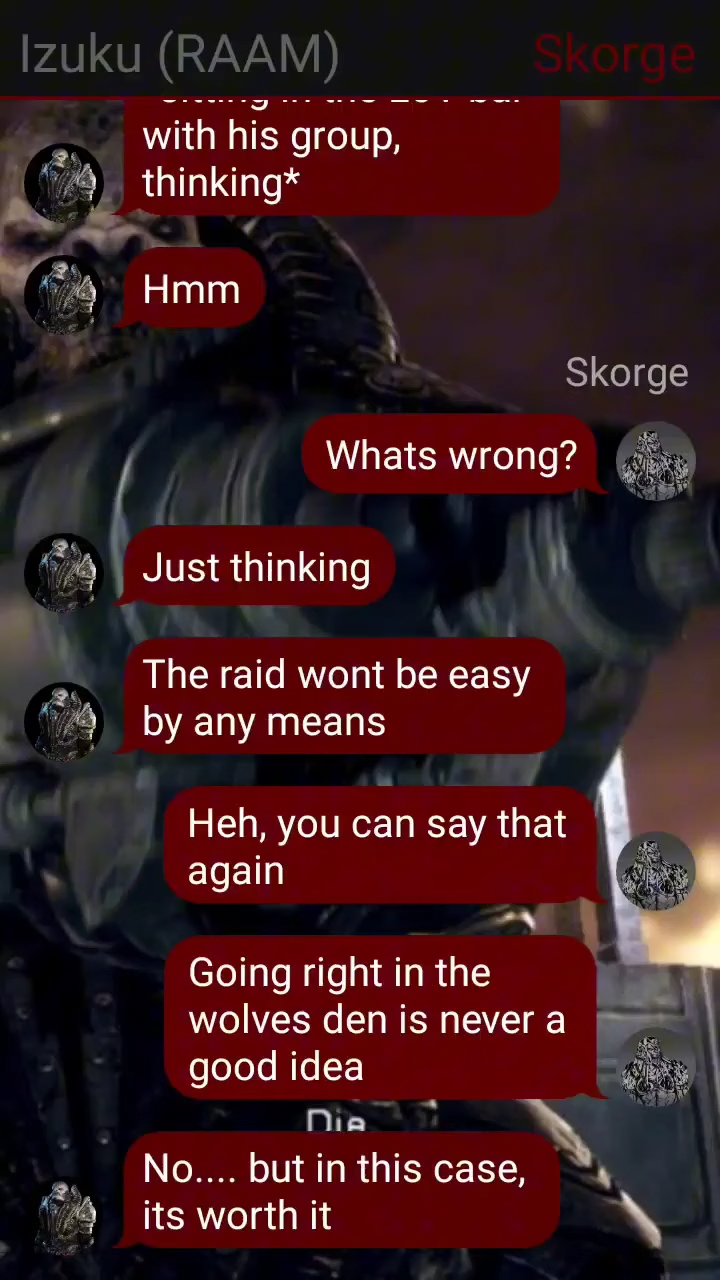 Izuku (RAAM)
Skorge
with his group,
thinking*
Hmm
Skorge
Whats wrong?
Just thinking
The raid wont be easy
by any means
Heh, you can say that
again
Going right in the
wolves den is never a
good idea
Die
No.... but in this case,
its worth it